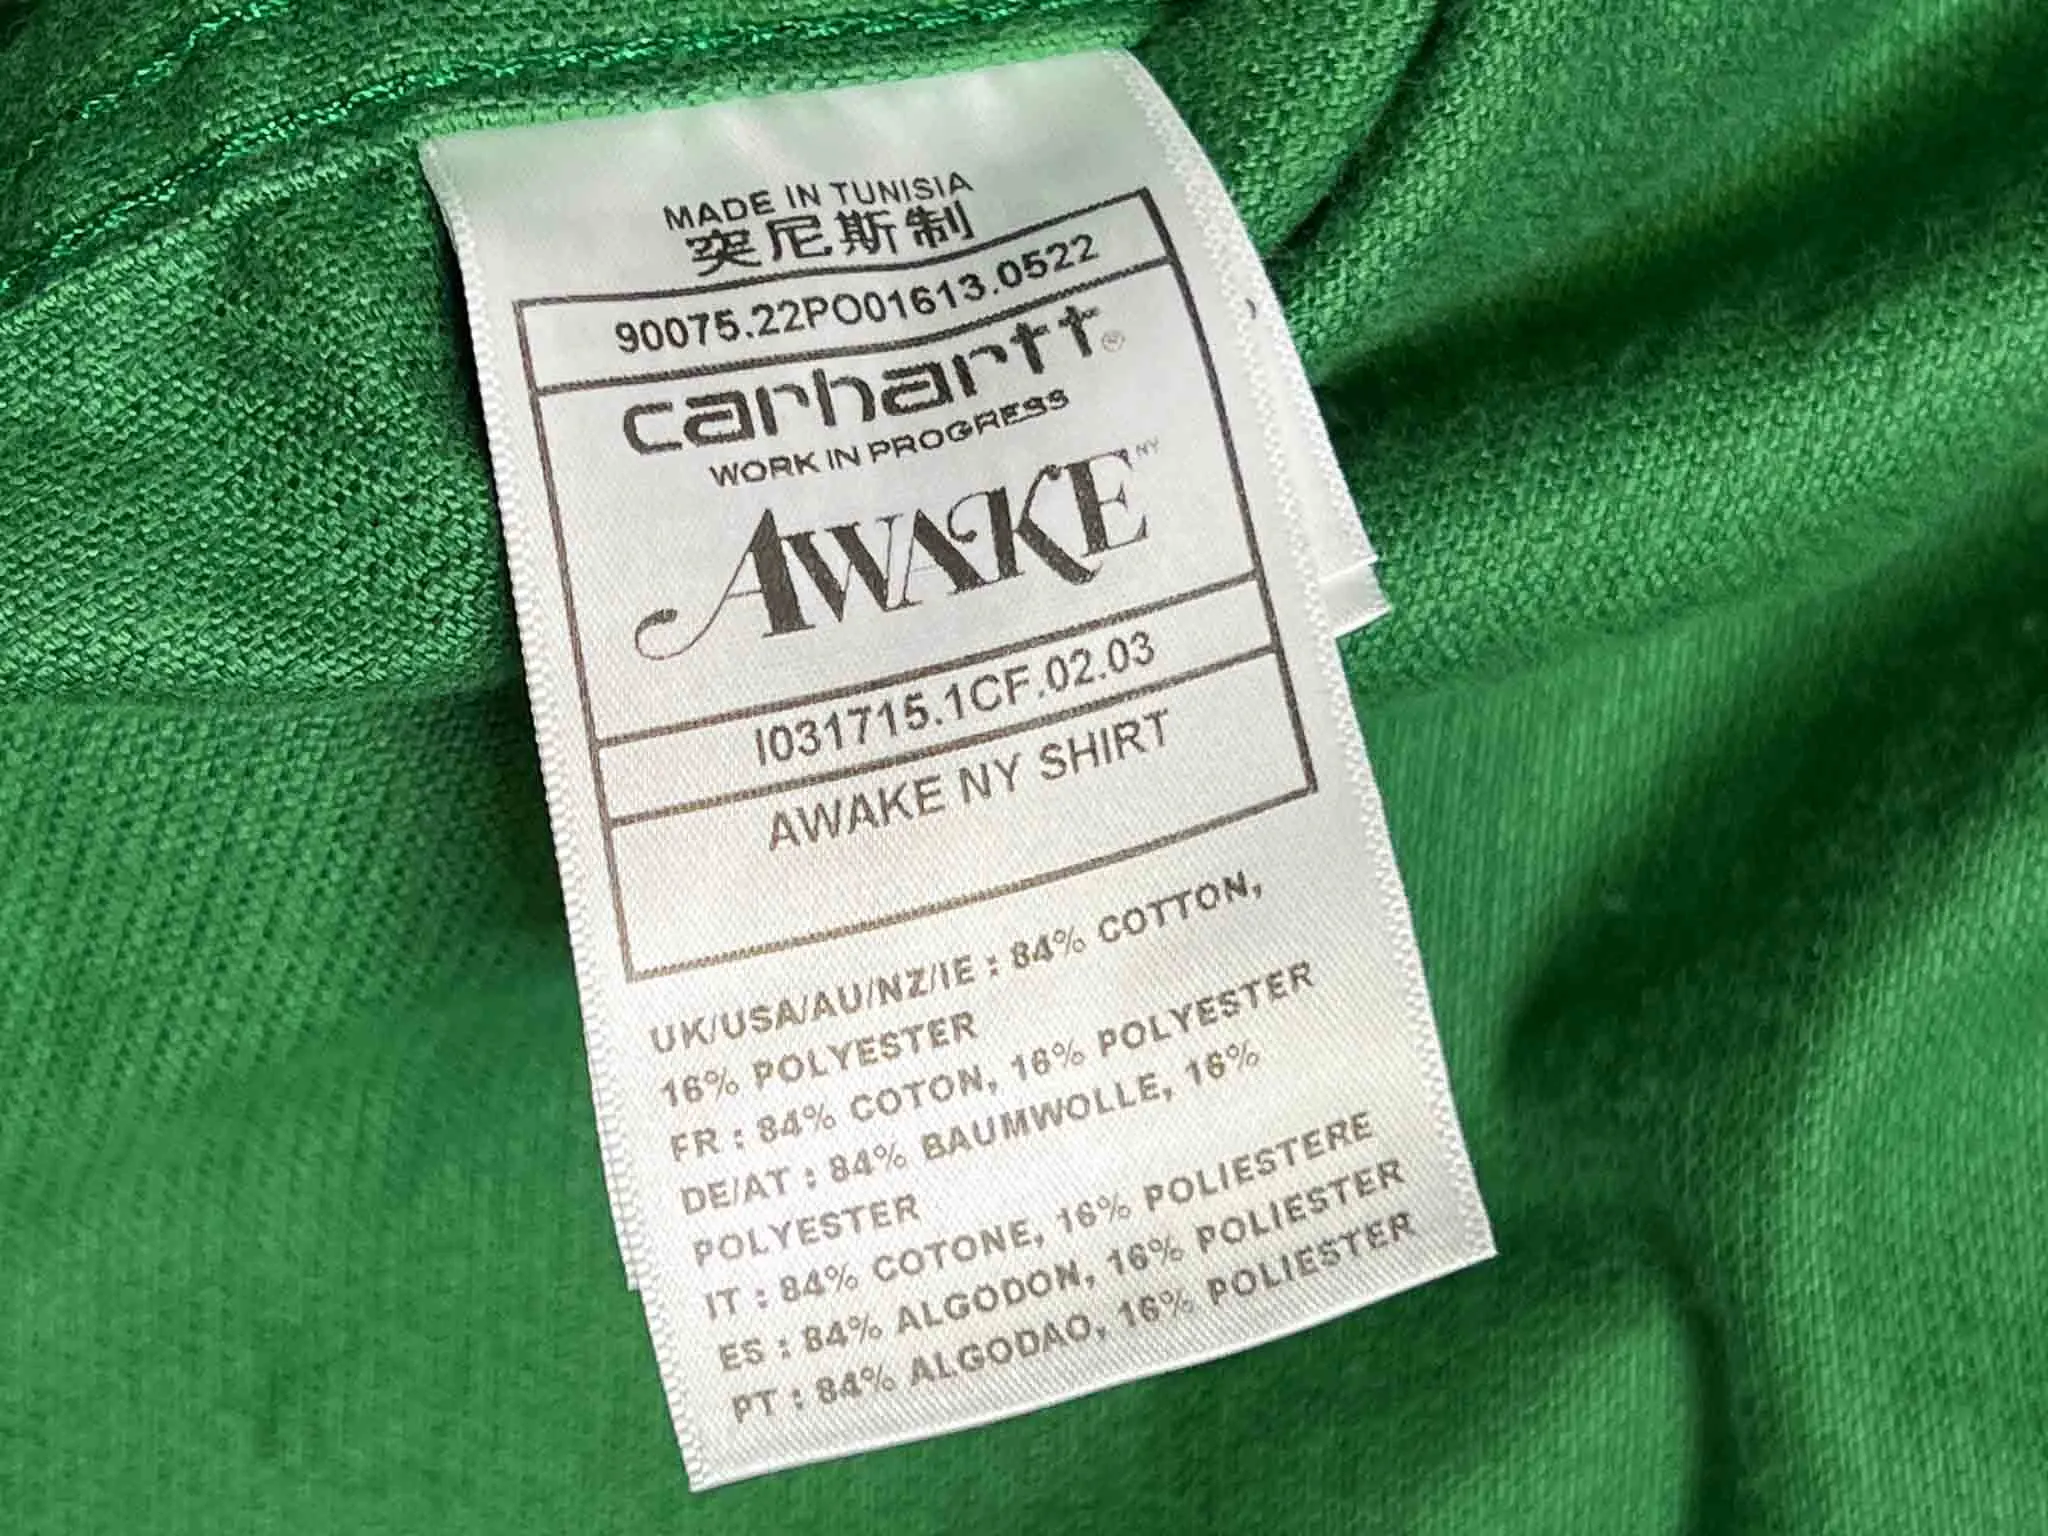 MADE IN TUNISIA
突尼斯制
90075.22PO01613.0522
carhartt®
WORK IN PROGRESS
AWAKE NY
I031715.1CF.02.03
AWAKE NY SHIRT
UK/USA/AU/NZ/IE : 84% COTTON,
16% POLYESTER
FR : 84% COTON, 16% POLYESTER
DE/AT : 84% BAUMWOLLE, 16%
POLYESTER
IT : 84% COTONE, 16% POLIESTERE
ES : 84% ALGODON, 16% POLIESTER
PT : 84% ALGODAO, 16% POLIESTER